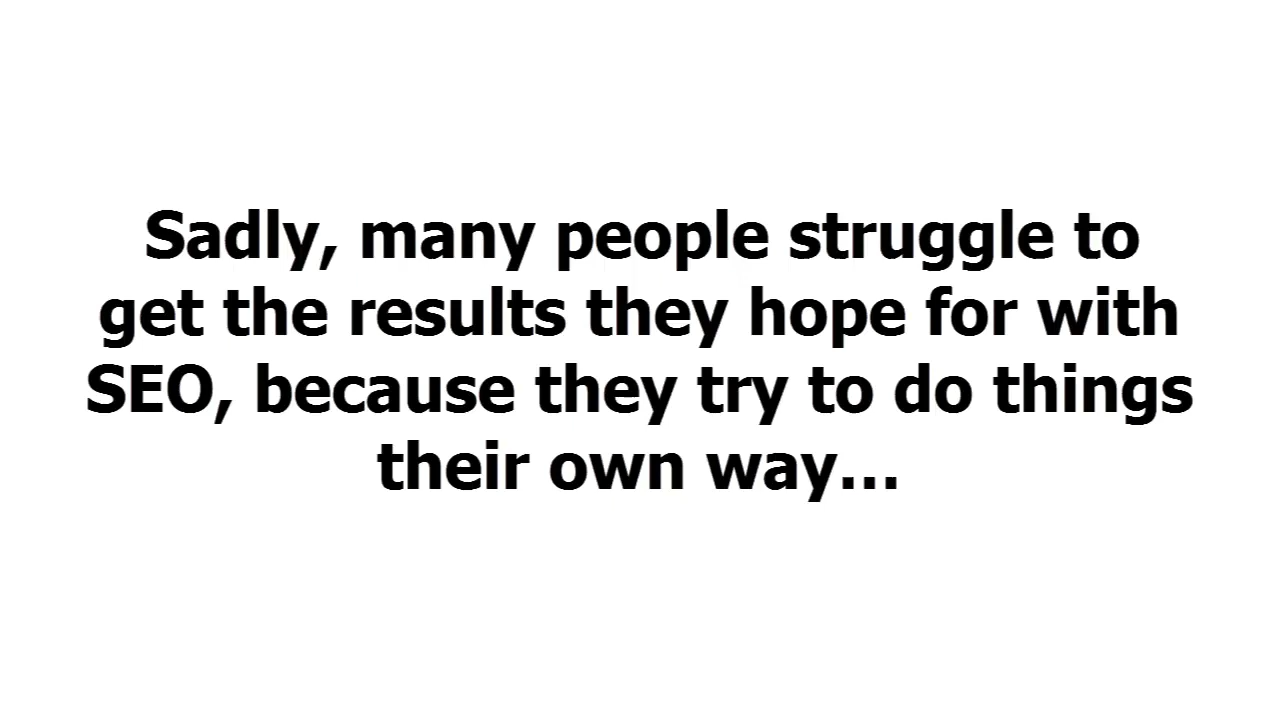 Sadly, many people struggle to
get the results they hope for with
SEO, because they try to do things
their own way...